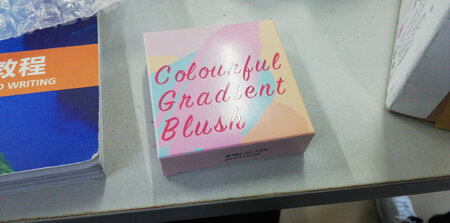 教程
D WRITING
Colourful
Gradient
Blush